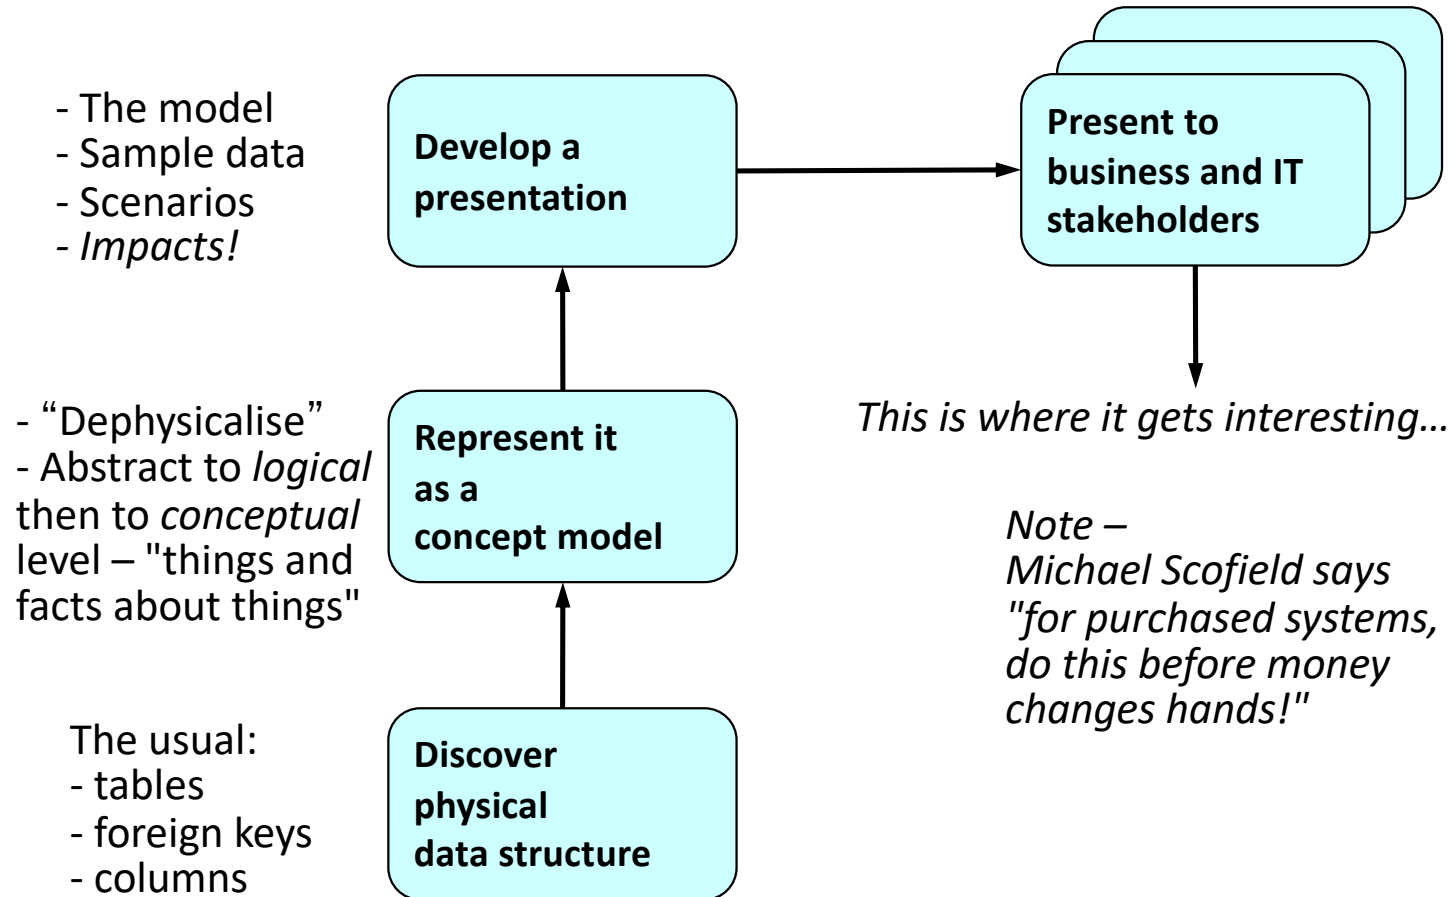 - The model
- Sample data
- Scenarios
- Impacts!
Develop a
presentation
Present to
business and IT
stakeholders
- “Dephysicalise”
- Abstract to logical
then to conceptual
level – "things and
facts about things"
Represent it
as a
concept model
This is where it gets interesting…
Note –
Michael Scofield says
"for purchased systems,
do this before money
changes hands!"
The usual:
- tables
- foreign keys
- columns
Discover
physical
data structure